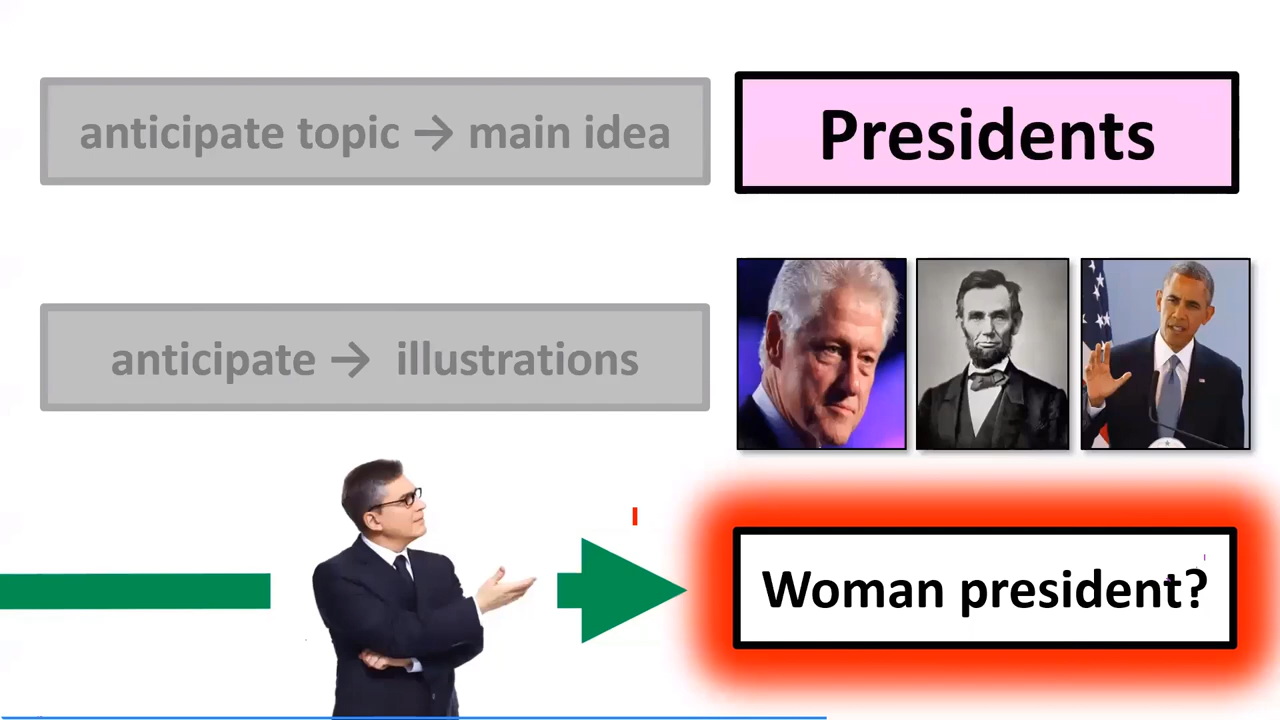 anticipate topic → main idea
Presidents
anticipate → illustrations
Woman president?